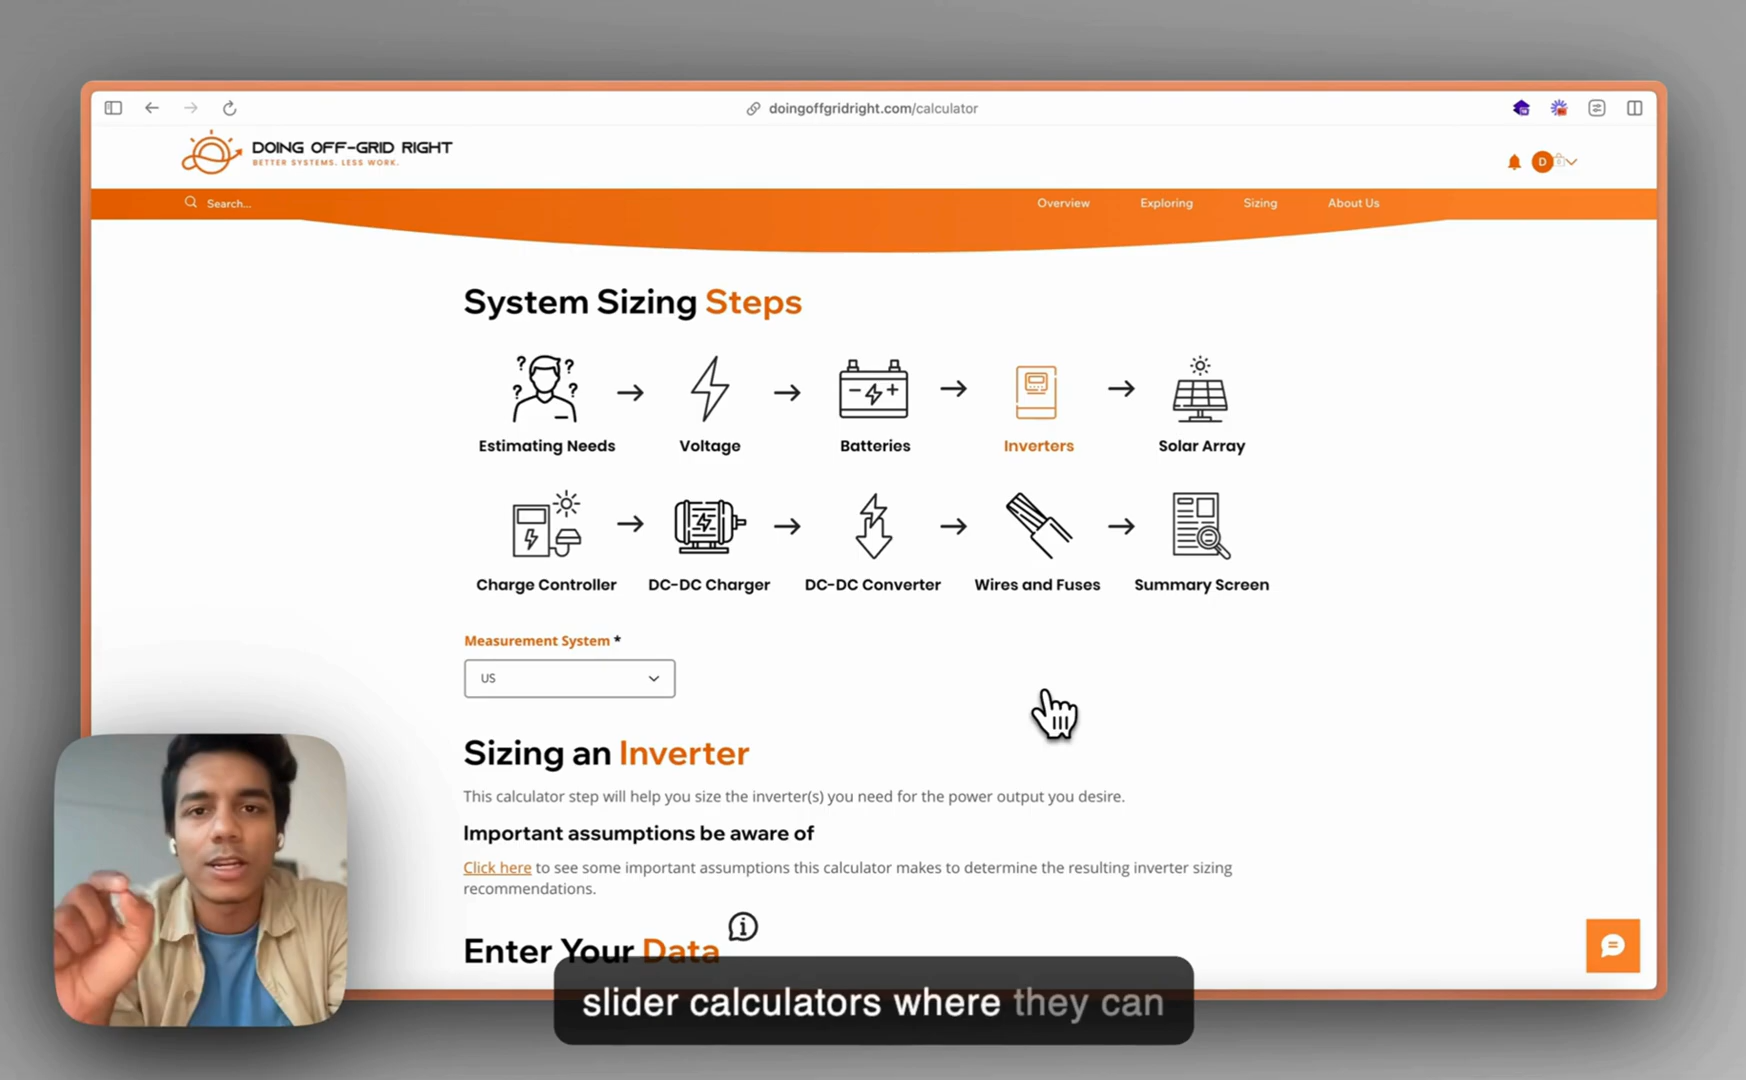 doingoffgridright.com/calculator
DOING OFF-GRID RIGHT
BETTER SYSTEMS. LESS WORK.
D
Search...
Overview
Exploring
Sizing
About Us
System Sizing Steps
Estimating Needs
Voltage
Batteries
Inverters
Solar Array
Charge Controller
DC-DC Charger
DC-DC Converter
Wires and Fuses
Summary Screen
Measurement System *
US
Sizing an Inverter
This calculator step will help you size the inverter(s) you need for the power output you desire.
Important assumptions be aware of
Click here to see some important assumptions this calculator makes to determine the resulting inverter sizing
recommendations.
Enter Your Data
slider calculators where they can